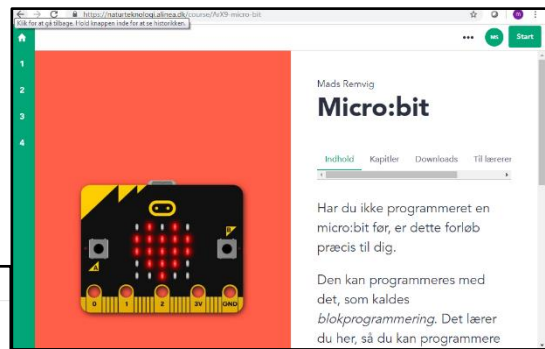 https://naturteknologi.alinea.dk/course/ArX9-micro-bit
Klik for at gå tilbage. Hold knappen inde for at se historikken.
MS
Start
1
2
3
4
Mads Remvig
Micro:bit
Indhold Kapitler Downloads Til lærerer
Har du ikke programmeret en
micro:bit før, er dette forløb
præcis til dig.
Den kan programmeres med
det, som kaldes
blokprogrammering. Det lærer
du her, så du kan programmere
A
B
0 1 2 3V GND